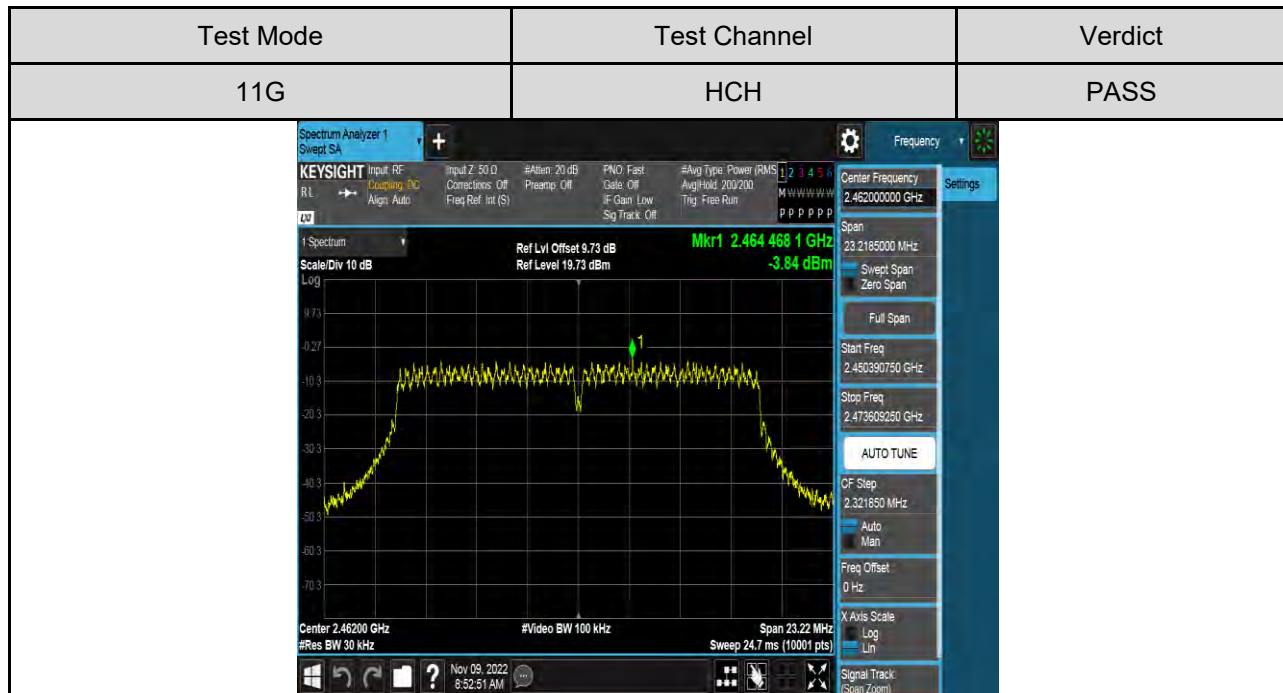 Test Mode Test Channel Verdict
11G HCH PASS
Spectrum Analyzer 1
Swept SA
+
Frequency
KEYSIGHT Input: RF Input Z: 50 Ω #Atten: 20 dB PNO: Fast #Avg Type: Power (RMS 1 2 3 4 5 6
RL Coupling: DC Corrections: Off Preamp: Off Gate: Off Avg|Hold: 200/200 M W W W W W
Align: Auto Freq Ref: Int (S) IF Gain: Low Trig: Free Run
Sig Track: Off P P P P P P
LXI
1 Spectrum
Scale/Div 10 dB
Ref Lvl Offset 9.73 dB
Ref Level 19.73 dBm
Mkr1 2.464 468 1 GHz
-3.84 dBm
Log
9.73
-0.27
-10.3
-20.3
-30.3
-40.3
-50.3
-60.3
-70.3
1
Center 2.46200 GHz #Video BW 100 kHz Span 23.22 MHz
#Res BW 30 kHz Sweep 24.7 ms (10001 pts)
Center Frequency
2.462000000 GHz
Settings
Span
23.2185000 MHz
Swept Span
Zero Span
Full Span
Start Freq
2.450390750 GHz
Stop Freq
2.473609250 GHz
AUTO TUNE
CF Step
2.321850 MHz
Auto
Man
Freq Offset
0 Hz
X Axis Scale
Log
Lin
Signal Track
(Span Zoom)
?
Nov 09, 2022
8:52:51 AM